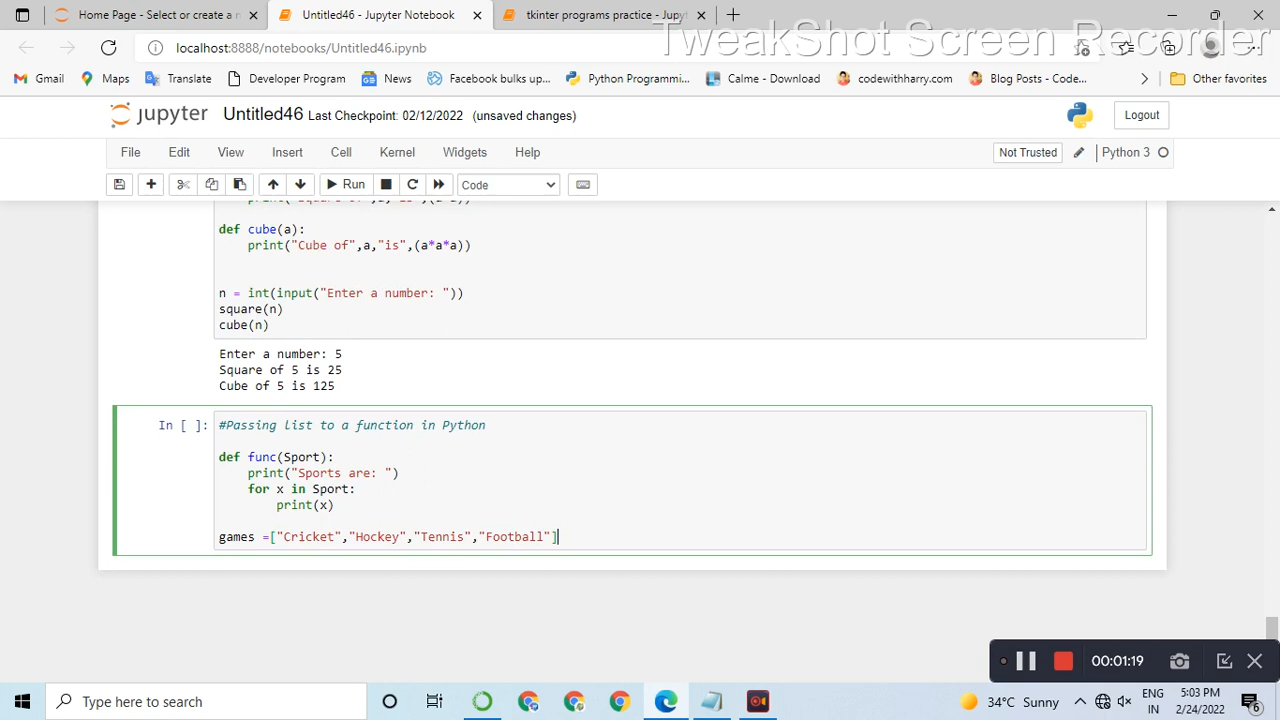 Home Page - Select or create a n
Untitled46 - Jupyter Notebook
tkinter programs practice - Jupyt
TweakShot Screen Recorder
localhost:8888/notebooks/Untitled46.ipynb
Gmail Maps Translate Developer Program News Facebook bulks up... Python Programmi... Calme - Download codewithharry.com Blog Posts - Code... Other favorites
jupyter Untitled46 Last Checkpoint: 02/12/2022 (unsaved changes) Logout
File Edit View Insert Cell Kernel Widgets Help Not Trusted Python 3
Run Code
print("Square of",a,"is",(a*a))
def cube(a):
print("Cube of",a,"is",(a*a*a))
n = int(input("Enter a number: "))
square(n)
cube(n)
Enter a number: 5
Square of 5 is 25
Cube of 5 is 125
In [ ]: #Passing list to a function in Python
def func(Sport):
print("Sports are: ")
for x in Sport:
print(x)
games =["Cricket","Hockey","Tennis","Football"]
00:01:19
Type here to search
34°C Sunny
ENG
IN
5:03 PM
2/24/2022
6